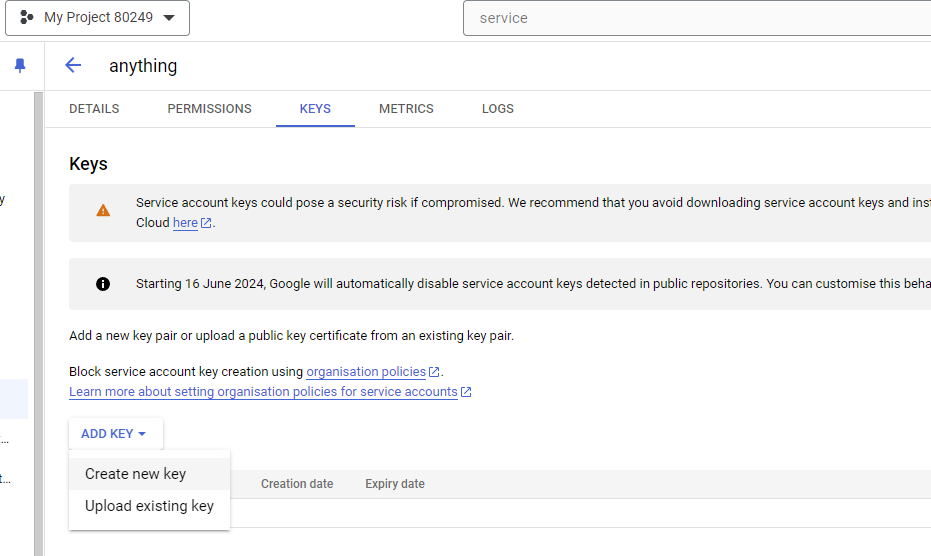 My Project 80249
service
anything
DETAILS
PERMISSIONS
KEYS
METRICS
LOGS
y
Keys
Service account keys could pose a security risk if compromised. We recommend that you avoid downloading service account keys and inst
Cloud here.
Starting 16 June 2024, Google will automatically disable service account keys detected in public repositories. You can customise this beha
Add a new key pair or upload a public key certificate from an existing key pair.
Block service account key creation using organisation policies.
Learn more about setting organisation policies for service accounts
ADD KEY
Create new key
Upload existing key
Creation date
Expiry date
t...